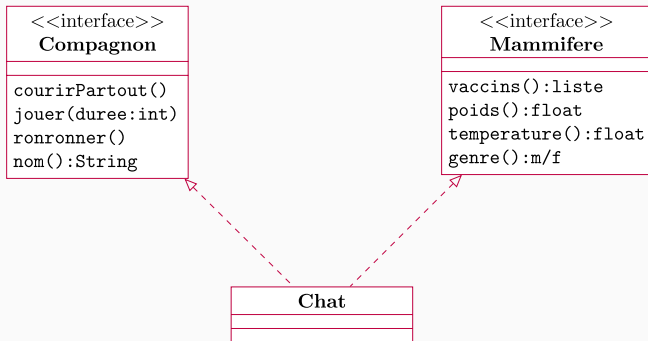 <<interface>>
Compagnon
courirPartout()
jouer(duree:int)
ronronner()
nom():String
<<interface>>
Mammifere
vaccins():liste
poids():float
temperature():float
genre():m/f
Chat